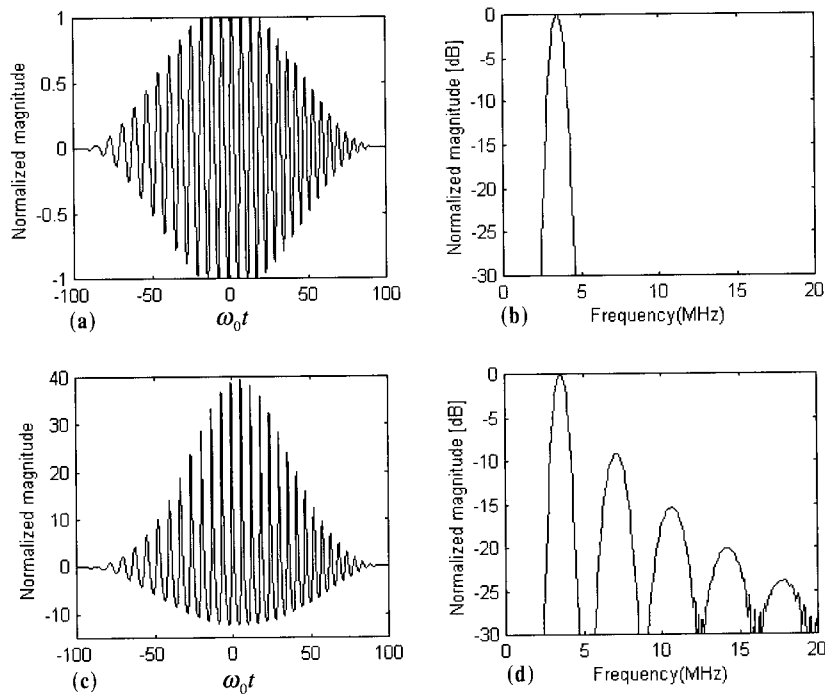 Normalized magnitude
1
0.5
0
-0.5
-1
-100 -50 0 50 100
(a) ω₀t
Normalized magnitude [dB]
-0
-5
-10
-15
-20
-25
-30
0 5 10 15 20
(b) Frequency(MHz)
Normalized magnitude
40
30
20
10
0
-10
-100 -50 0 50 100
(c) ω₀t
Normalized magnitude [dB]
0
-5
-10
-15
-20
-25
-30
0 5 10 15 20
(d) Frequency(MHz)